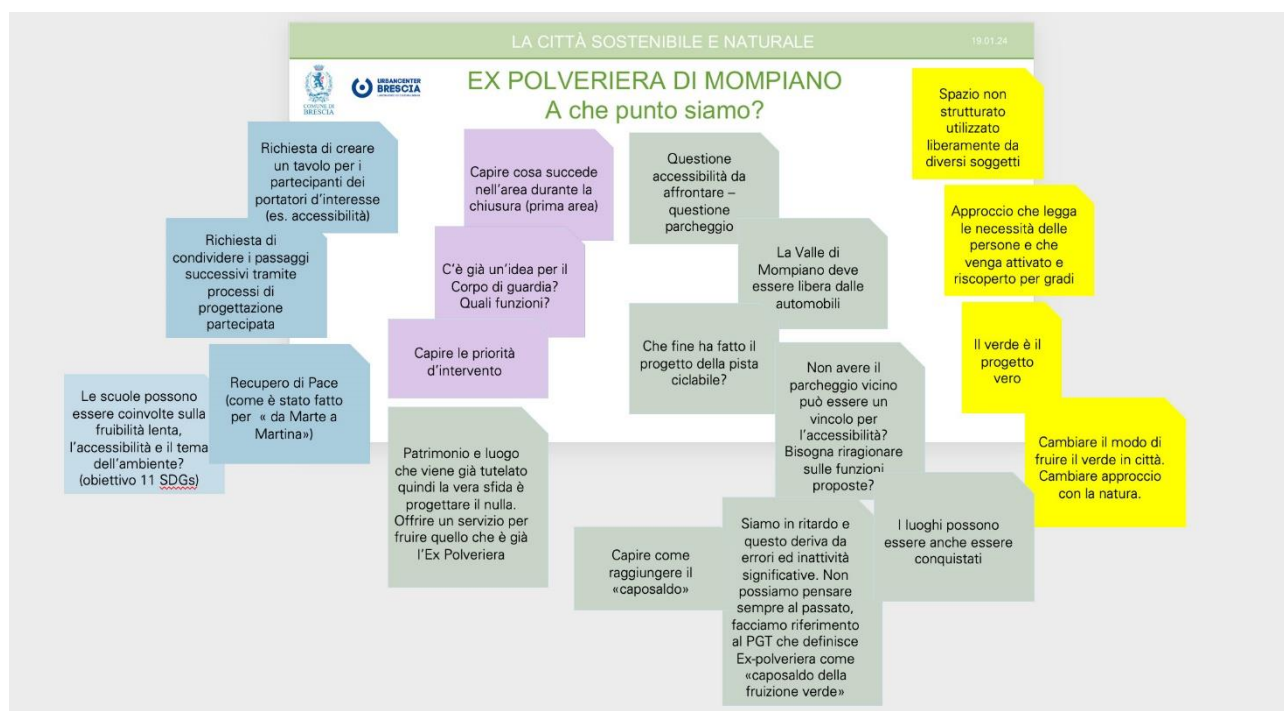 LA CITTÀ SOSTENIBILE E NATURALE
19.01.24
COMUNE DI
BRESCIA
URBANCENTER
BRESCIA
EX POLVERIERA DI MOMPIANO
A che punto siamo?
Richiesta di creare
un tavolo per i
partecipanti dei
portatori d'interesse
(es. accessibilità)
Richiesta di
condividere i passaggi
successivi tramite
processi di
progettazione
partecipata
Recupero di Pace
(come è stato fatto
per « da Marte a
Martina»)
Le scuole possono
essere coinvolte sulla
fruibilità lenta,
l'accessibilità e il tema
dell'ambiente?
(obiettivo 11 SDGs)
Capire cosa succede
nell'area durante la
chiusura (prima area)
C'è già un'idea per il
Corpo di guardia?
Quali funzioni?
Capire le priorità
d'intervento
Patrimonio e luogo
che viene già tutelato
quindi la vera sfida è
progettare il nulla.
Offrire un servizio per
fruire quello che è già
l'Ex Polveriera
Questione
accessibilità da
affrontare –
questione
parcheggio
La Valle di
Mompiano deve
essere libera dalle
automobili
Che fine ha fatto il
progetto della pista
ciclabile?
Non avere il
parcheggio vicino
può essere un
vincolo per
l'accessibilità?
Bisogna riragionare
sulle funzioni
proposte?
Capire come
raggiungere il
«caposaldo»
Siamo in ritardo e
questo deriva da
errori ed inattività
significative. Non
possiamo pensare
sempre al passato,
facciamo riferimento
al PGT che definisce
Ex-polveriera come
«caposaldo della
fruizione verde»
I luoghi possono
essere anche essere
conquistati
Spazio non
strutturato
utilizzato
liberamente da
diversi soggetti
Approccio che lega
le necessità delle
persone e che
venga attivato e
riscoperto per gradi
Il verde è il
progetto
vero
Cambiare il modo di
fruire il verde in città.
Cambiare approccio
con la natura.